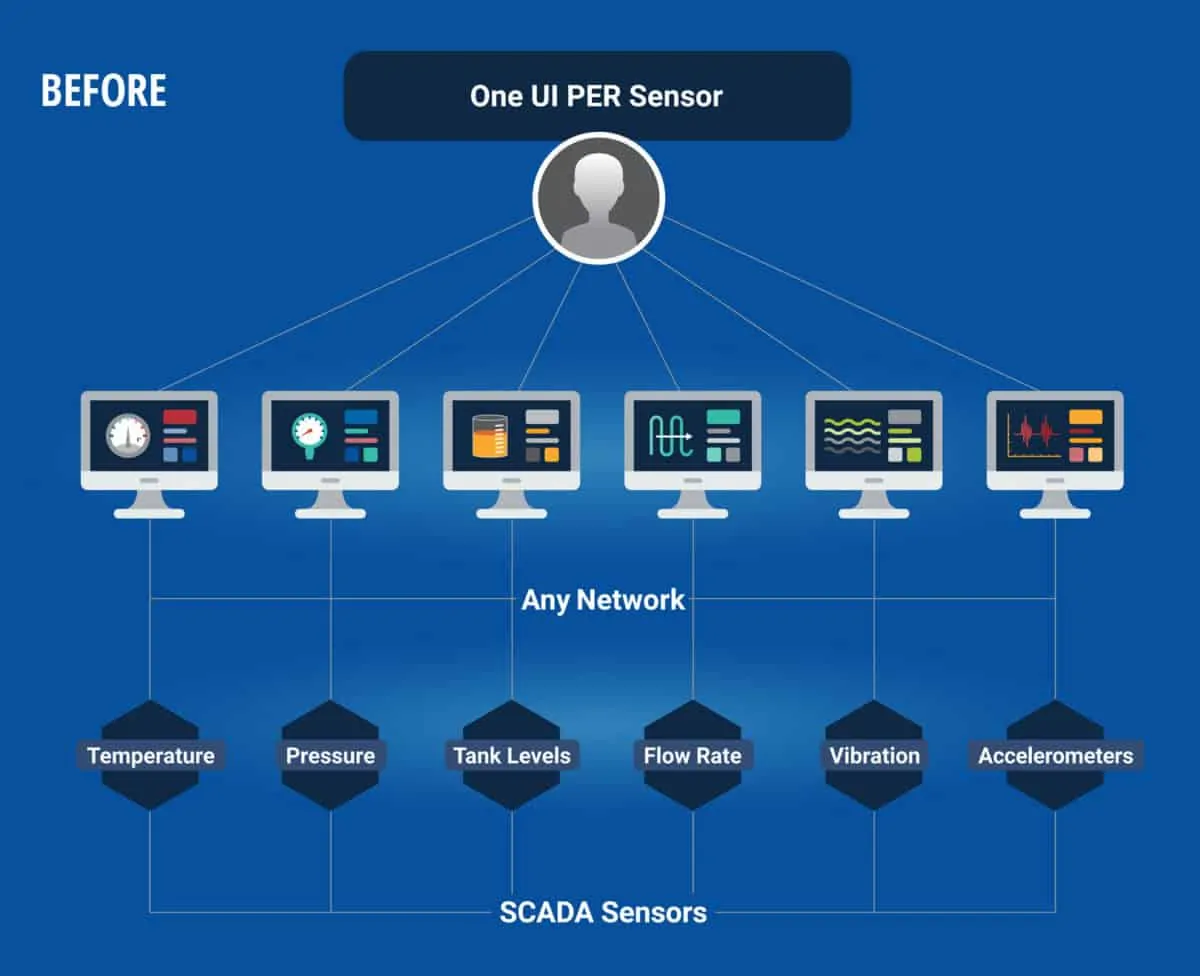 BEFORE
One UI PER Sensor
Any Network
Temperature
Pressure
Tank Levels
Flow Rate
Vibration
Accelerometers
SCADA Sensors